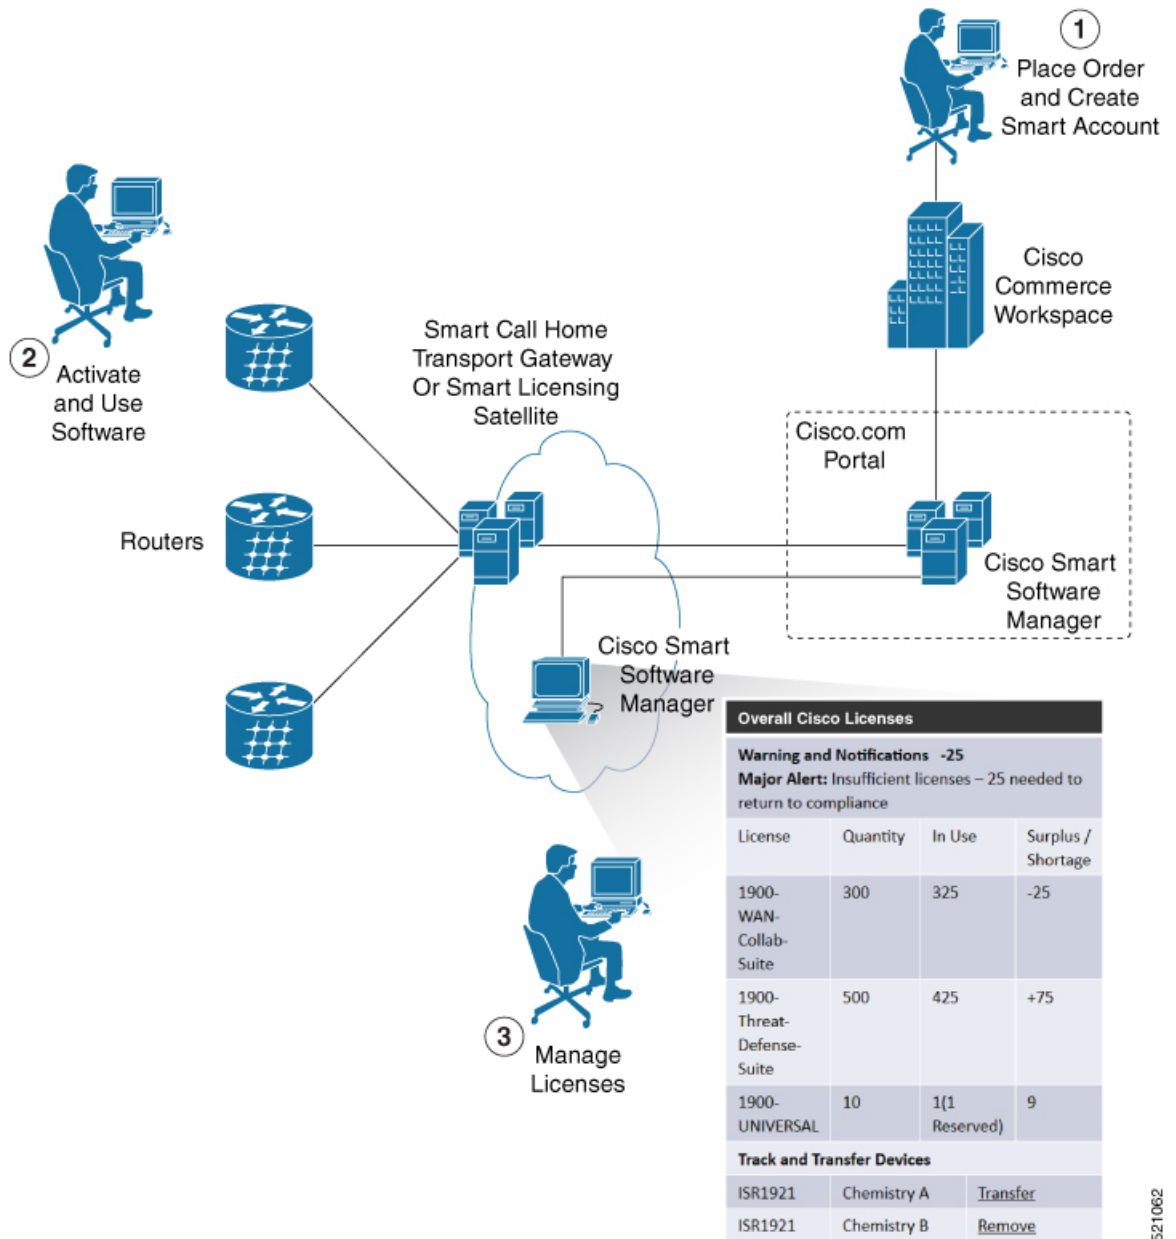 1
Place Order
and Create
Smart Account
Cisco
Commerce
Workspace
2
Activate
and Use
Software
Smart Call Home
Transport Gateway
Or Smart Licensing
Satellite
Cisco.com
Portal
Routers
Cisco Smart
Software
Manager
Cisco Smart
Software
Manager
3
Manage
Licenses
Overall Cisco Licenses
Warning and Notifications -25
Major Alert: Insufficient licenses – 25 needed to
return to compliance
License Quantity In Use Surplus /
Shortage
1900- 300 325 -25
WAN-
Collab-
Suite
1900- 500 425 +75
Threat-
Defense-
Suite
1900- 10 1(1 9
UNIVERSAL Reserved)
Track and Transfer Devices
ISR1921 Chemistry A Transfer
ISR1921 Chemistry B Remove
521062